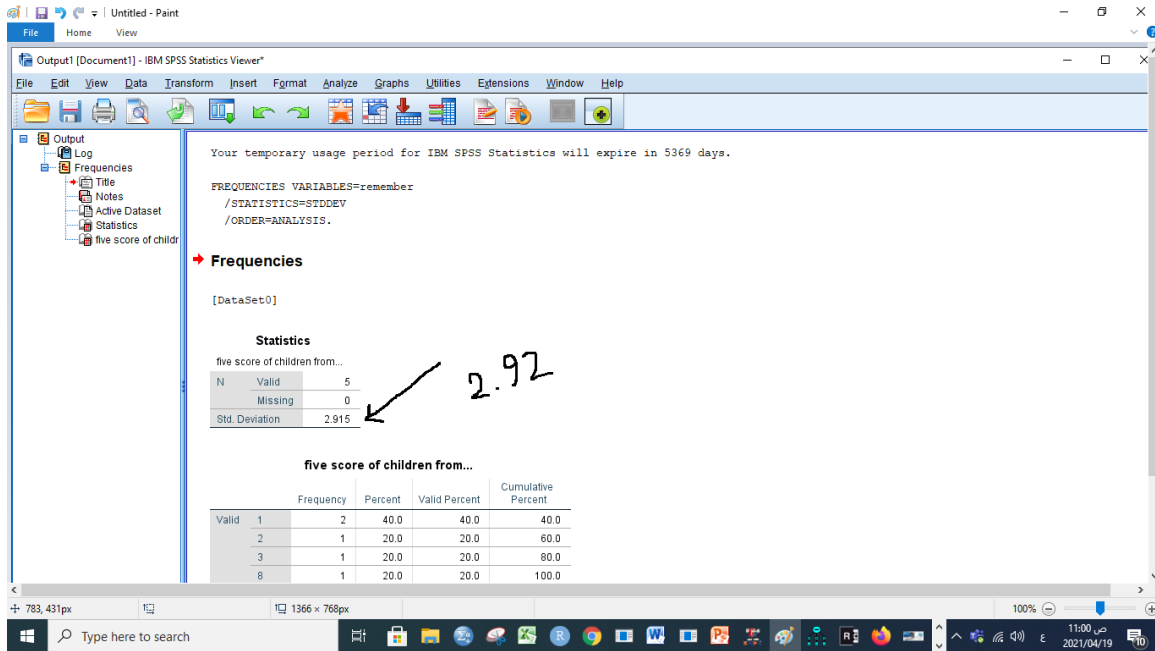 Untitled - Paint
File Home View
Output1 [Document1] - IBM SPSS Statistics Viewer*
File Edit View Data Transform Insert Format Analyze Graphs Utilities Extensions Window Help
Output
Log
Frequencies
Title
Notes
Active Dataset
Statistics
five score of childr
Your temporary usage period for IBM SPSS Statistics will expire in 5369 days.
FREQUENCIES VARIABLES=remember
/STATISTICS=STDDEV
/ORDER=ANALYSIS.
Frequencies
[DataSet0]
Statistics
five score of children from...
N Valid 5
Missing 0
Std. Deviation 2.915
2.92
five score of children from...
Frequency Percent Valid Percent Cumulative Percent
Valid 1 2 40.0 40.0 40.0
2 1 20.0 20.0 60.0
3 1 20.0 20.0 80.0
8 1 20.0 20.0 100.0
783, 431px 1366 × 768px 100%
Type here to search
ع
11:00 ص
2021/04/19